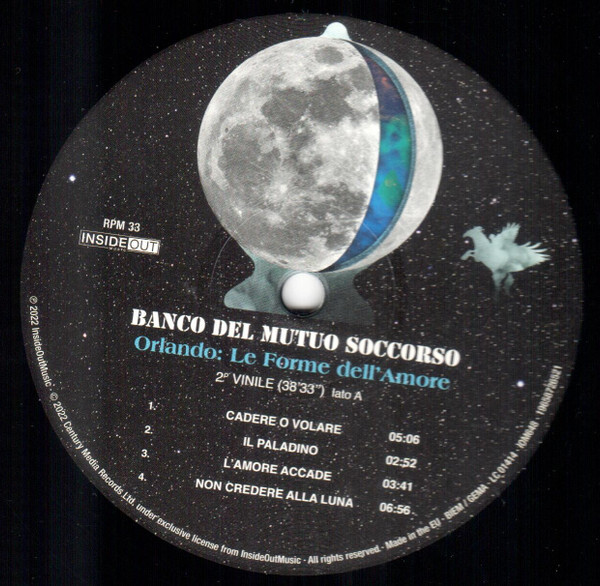 RPM 33
INSIDEOUT
BANCO DEL MUTUO SOCCORSO
Orlando: Le Forme dell'Amore
2° VINILE (38'33") lato A
1. CADERE O VOLARE 05:06
2. IL PALADINO 02:52
3. L'AMORE ACCADE 03:41
4. NON CREDERE ALLA LUNA 06:56
℗ 2022 InsideOutMusic · © 2022 Century Media Records Ltd. under exclusive license from InsideOutMusic · All rights reserved. · Made in the EU · BIEM / GEMA · LC 01414 ·